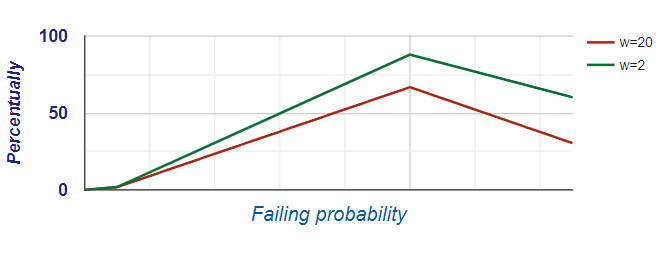 100
w=20
w=2
Percentually
50
0
Failing probability